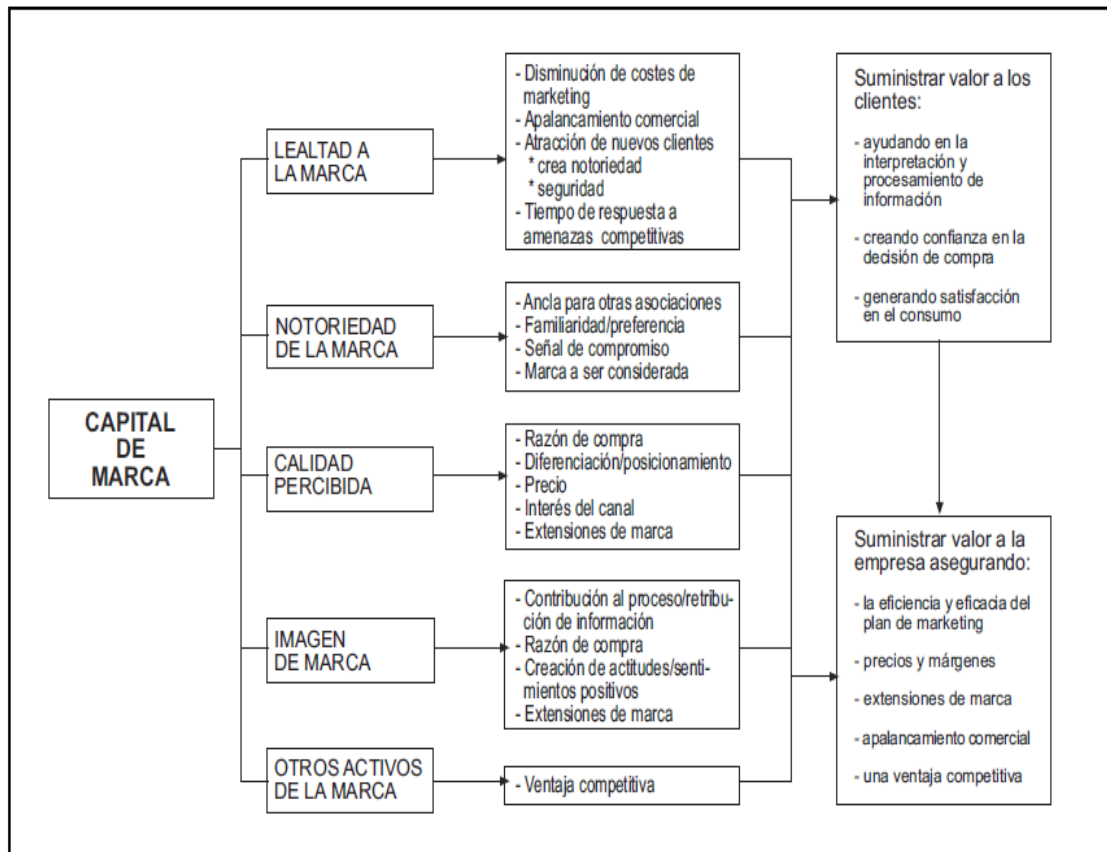 CAPITAL
DE
MARCA
LEALTAD A
LA MARCA
- Disminución de costes de
marketing
- Apalancamiento comercial
- Atracción de nuevos clientes
* crea notoriedad
* seguridad
- Tiempo de respuesta a
amenazas competitivas
NOTORIEDAD
DE LA MARCA
- Ancla para otras asociaciones
- Familiaridad/preferencia
- Señal de compromiso
- Marca a ser considerada
CALIDAD
PERCIBIDA
- Razón de compra
- Diferenciación/posicionamiento
- Precio
- Interés del canal
- Extensiones de marca
IMAGEN
DE MARCA
- Contribución al proceso/retribu-
ción de información
- Razón de compra
- Creación de actitudes/senti-
mientos positivos
- Extensiones de marca
OTROS ACTIVOS
DE LA MARCA
- Ventaja competitiva
Suministrar valor a los
clientes:
- ayudando en la
interpretación y
procesamiento de
información
- creando confianza en la
decisión de compra
- generando satisfacción
en el consumo
Suministrar valor a la
empresa asegurando:
- la eficiencia y eficacia del
plan de marketing
- precios y márgenes
- extensiones de marca
- apalancamiento comercial
- una ventaja competitiva